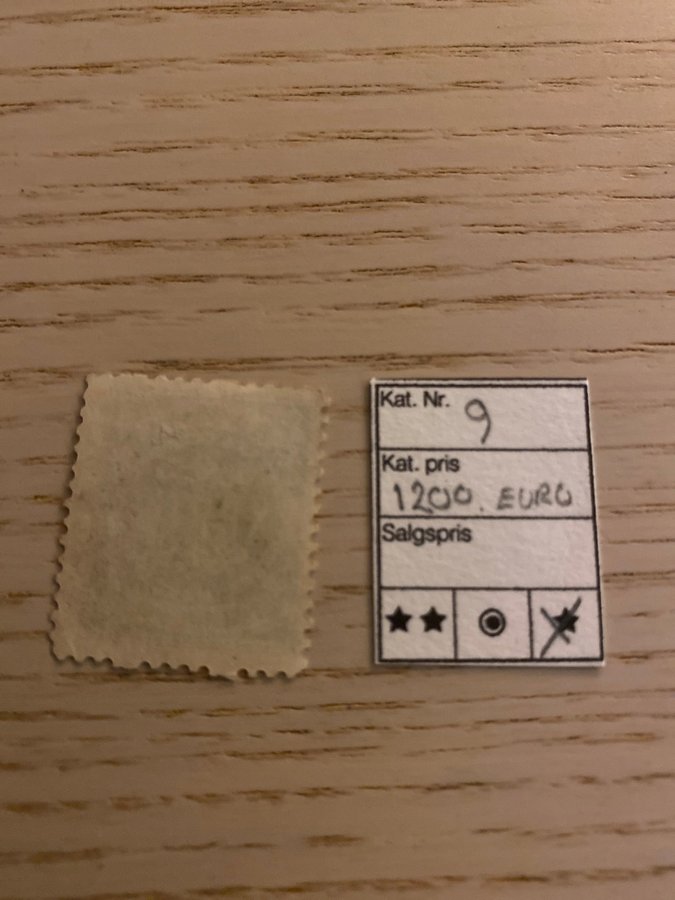 Kat. Nr. 9
Kat. pris
1200. EURO
Salgspris